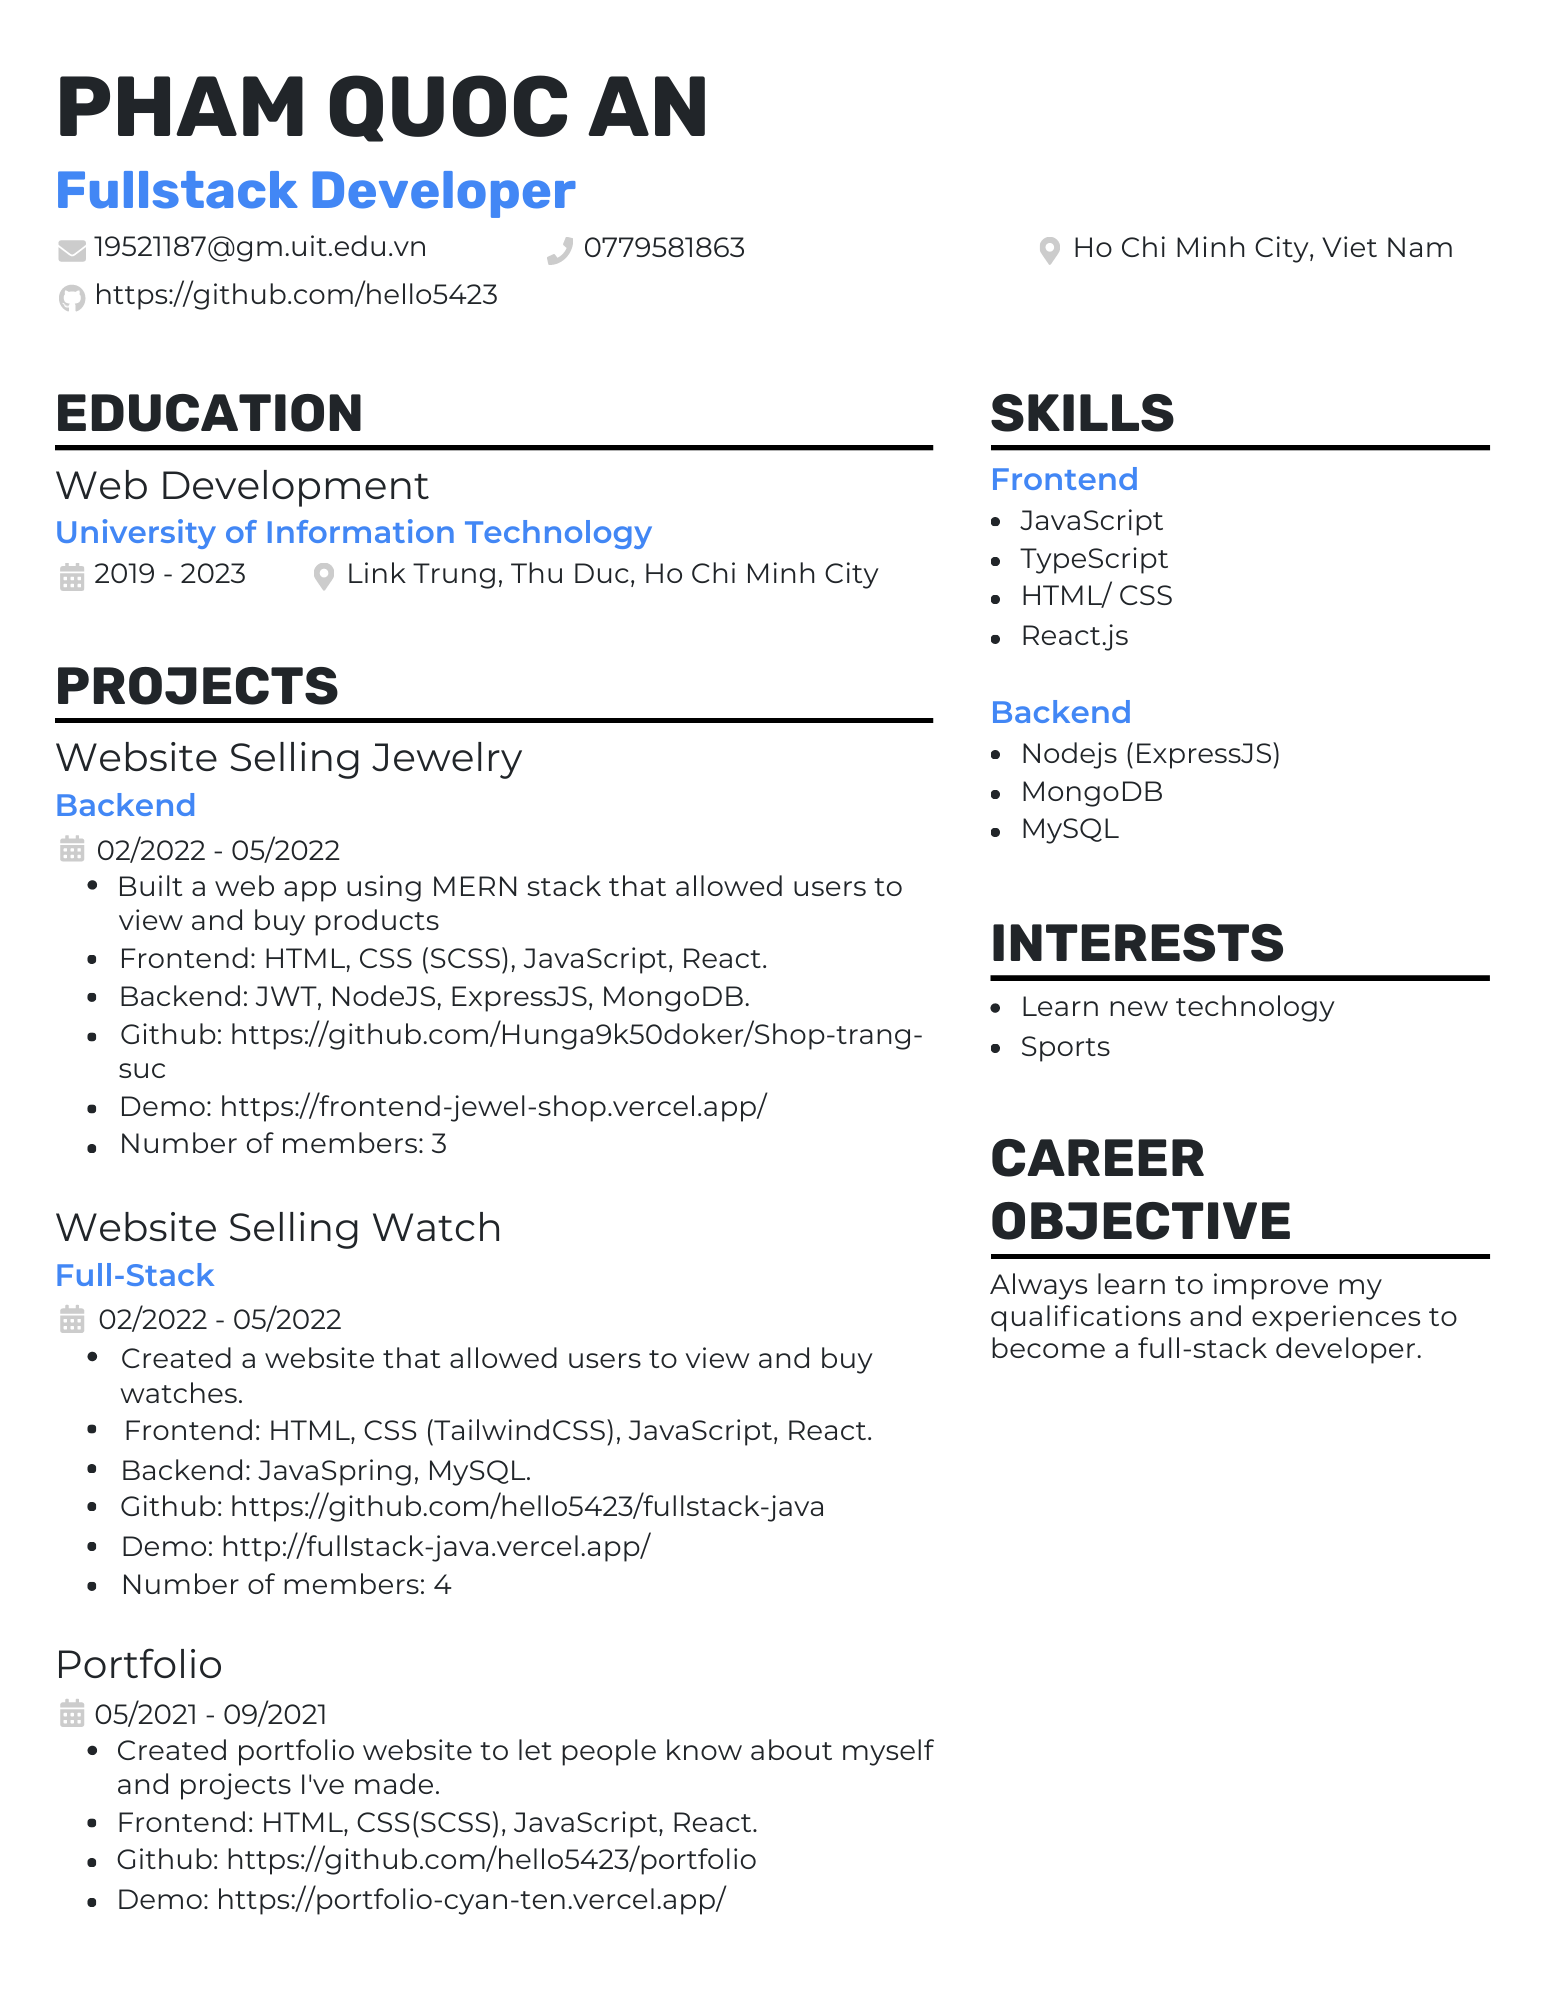 PHAM QUOC AN
Fullstack Developer
19521187@gm.uit.edu.vn
0779581863
Ho Chi Minh City, Viet Nam
https://github.com/hello5423
EDUCATION
Web Development
University of Information Technology
2019 - 2023
Link Trung, Thu Duc, Ho Chi Minh City
PROJECTS
Website Selling Jewelry
Backend
02/2022 - 05/2022
• Built a web app using MERN stack that allowed users to
view and buy products
• Frontend: HTML, CSS (SCSS), JavaScript, React.
• Backend: JWT, NodeJS, ExpressJS, MongoDB.
• Github: https://github.com/Hunga9k50doker/Shop-trang-
suc
• Demo: https://frontend-jewel-shop.vercel.app/
• Number of members: 3
Website Selling Watch
Full-Stack
02/2022 - 05/2022
• Created a website that allowed users to view and buy
watches.
• Frontend: HTML, CSS (TailwindCSS), JavaScript, React.
• Backend: JavaSpring, MySQL.
• Github: https://github.com/hello5423/fullstack-java
• Demo: http://fullstack-java.vercel.app/
• Number of members: 4
Portfolio
05/2021 - 09/2021
• Created portfolio website to let people know about myself
and projects I've made.
• Frontend: HTML, CSS(SCSS), JavaScript, React.
• Github: https://github.com/hello5423/portfolio
• Demo: https://portfolio-cyan-ten.vercel.app/
SKILLS
Frontend
• JavaScript
• TypeScript
• HTML/ CSS
• React.js
Backend
• Nodejs (ExpressJS)
• MongoDB
• MySQL
INTERESTS
• Learn new technology
• Sports
CAREER
OBJECTIVE
Always learn to improve my
qualifications and experiences to
become a full-stack developer.